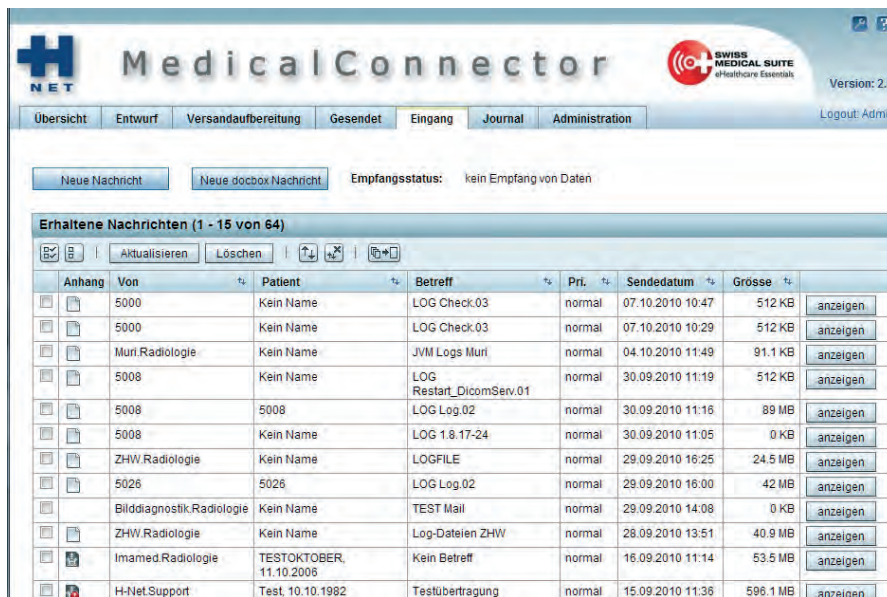 H
NET
MedicalConnector
SWISS
MEDICAL SUITE
eHealthcare Essentials
Version: 2.
Logout: Adm
Übersicht Entwurf Versandaufbereitung Gesendet Eingang Journal Administration
Neue Nachricht Neue docbox Nachricht Empfangsstatus: kein Empfang von Daten
Erhaltene Nachrichten (1 - 15 von 64)
Aktualisieren Löschen
Anhang Von Patient Betreff Pri. Sendedatum Grösse
5000 Kein Name LOG Check.03 normal 07.10.2010 10:47 512 KB anzeigen
5000 Kein Name LOG Check.03 normal 07.10.2010 10:29 512 KB anzeigen
Muri.Radiologie Kein Name JVM Logs Muri normal 04.10.2010 11:49 91.1 KB anzeigen
5008 Kein Name LOG normal 30.09.2010 11:19 512 KB anzeigen
Restart_DicomServ.01
5008 5008 LOG Log.02 normal 30.09.2010 11:16 89 MB anzeigen
5008 Kein Name LOG 1.8.17-24 normal 30.09.2010 11:05 0 KB anzeigen
ZHW.Radiologie Kein Name LOGFILE normal 29.09.2010 16:25 24.5 MB anzeigen
5026 5026 LOG Log.02 normal 29.09.2010 16:00 42 MB anzeigen
Bilddiagnostik.Radiologie Kein Name TEST Mail normal 29.09.2010 14:08 0 KB anzeigen
ZHW.Radiologie Kein Name Log-Dateien ZHW normal 28.09.2010 13:51 40.9 MB anzeigen
Imamed.Radiologie TESTOKTOBER, Kein Betreff normal 16.09.2010 11:14 53.5 MB anzeigen
11.10.2006
H-Net.Support Test, 10.10.1982 Testübertragung normal 15.09.2010 11:36 596.1 MB anzeigen